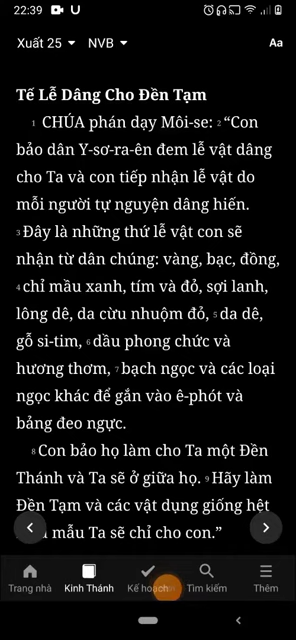 22:39
Xuất 25 NVB Aa
Tế Lễ Dâng Cho Đền Tạm
1 CHÚA phán dạy Môi-se: 2 “Con
bảo dân Y-sơ-ra-ên đem lễ vật dâng
cho Ta và con tiếp nhận lễ vật do
mỗi người tự nguyện dâng hiến.
3 Đây là những thứ lễ vật con sẽ
nhận từ dân chúng: vàng, bạc, đồng,
4 chỉ mầu xanh, tím và đỏ, sợi lanh,
lông dê, da cừu nhuộm đỏ, 5 da dê,
gỗ si-tim, 6 dầu phong chức và
hương thơm, 7 bạch ngọc và các loại
ngọc khác để gắn vào ê-phót và
bảng đeo ngực.
8 Con bảo họ làm cho Ta một Đền
Thánh và Ta sẽ ở giữa họ. 9 Hãy làm
Đền Tạm và các vật dụng giống hệt
mẫu Ta sẽ chỉ cho con.”
Trang nhà Kinh Thánh Kế hoạch Tìm kiếm Thêm